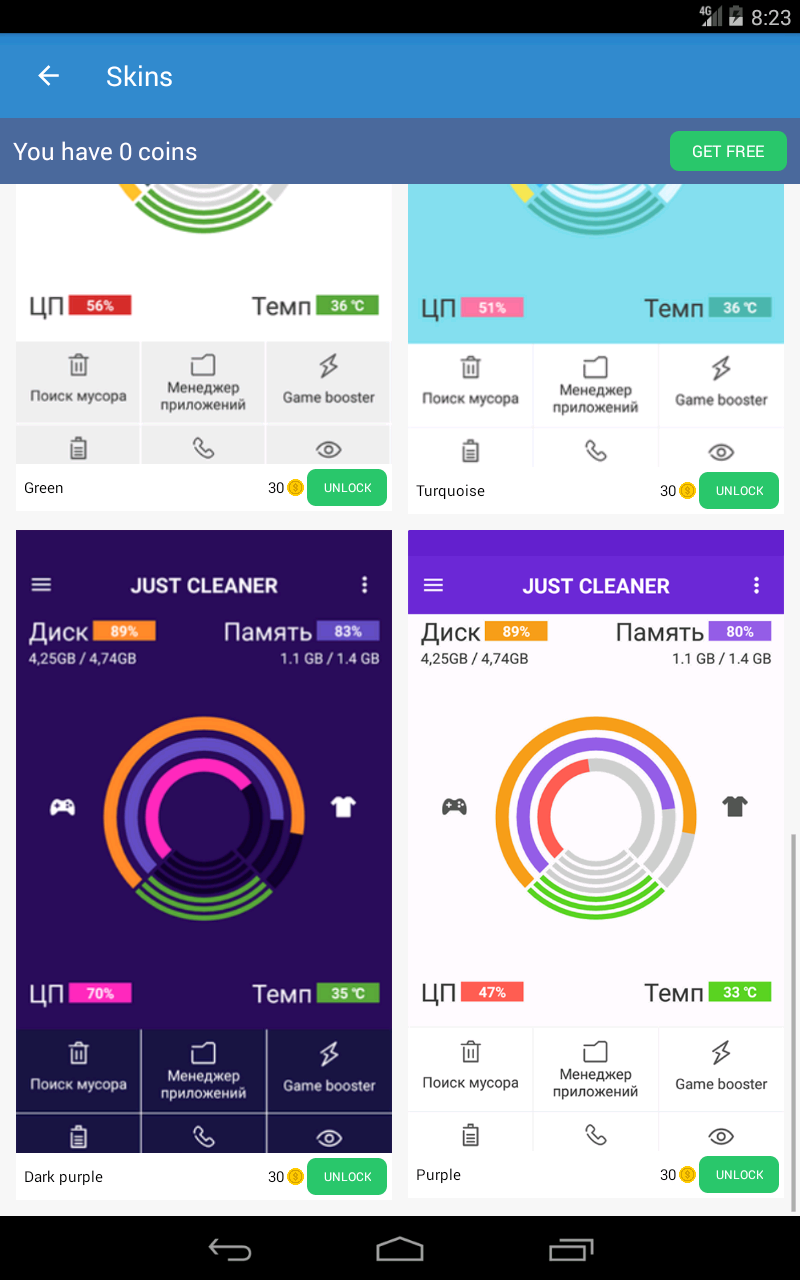 4G 8:23
Skins
You have 0 coins GET FREE
ЦП 56% Темп 36 °C
Поиск мусора Менеджер приложений Game booster
Green 30 UNLOCK
ЦП 51% Темп 36 °C
Поиск мусора Менеджер приложений Game booster
Turquoise 30 UNLOCK
JUST CLEANER
Диск 89% Память 83%
4,25GB / 4,74GB 1.1 GB / 1.4 GB
ЦП 70% Темп 35 °C
Поиск мусора Менеджер приложений Game booster
Dark purple 30 UNLOCK
JUST CLEANER
Диск 89% Память 80%
4,25GB / 4,74GB 1.1 GB / 1.4 GB
ЦП 47% Темп 33 °C
Поиск мусора Менеджер приложений Game booster
Purple 30 UNLOCK